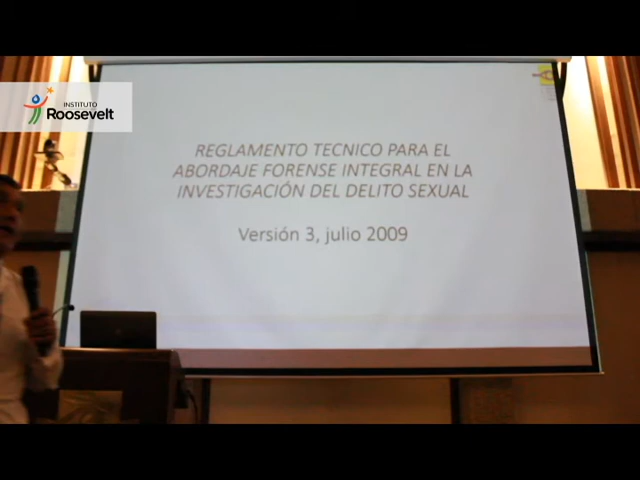 INSTITUTO
Roosevelt
REGLAMENTO TECNICO PARA EL
ABORDAJE FORENSE INTEGRAL EN LA
INVESTIGACIÓN DEL DELITO SEXUAL
Versión 3, julio 2009